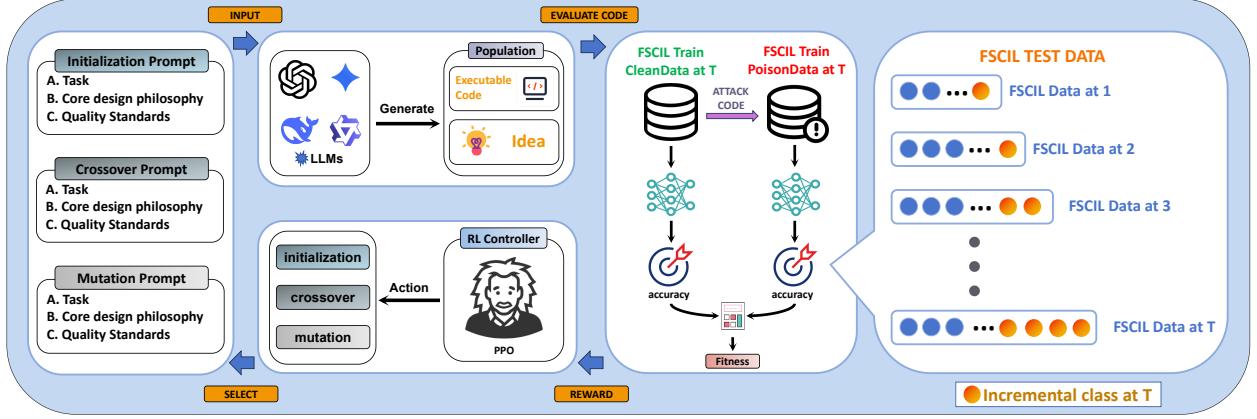 INPUT
EVALUATE CODE
Initialization Prompt
A. Task
B. Core design philosophy
C. Quality Standards
Crossover Prompt
A. Task
B. Core design philosophy
C. Quality Standards
Mutation Prompt
A. Task
B. Core design philosophy
C. Quality Standards
LLMs
Generate
Population
Executable
Code
</>
Idea
initialization
crossover
mutation
Action
RL Controller
PPO
FSCIL Train
CleanData at T
FSCIL Train
PoisonData at T
ATTACK
CODE
accuracy
accuracy
Fitness
FSCIL TEST DATA
FSCIL Data at 1
FSCIL Data at 2
FSCIL Data at 3
FSCIL Data at T
Incremental class at T
SELECT
REWARD